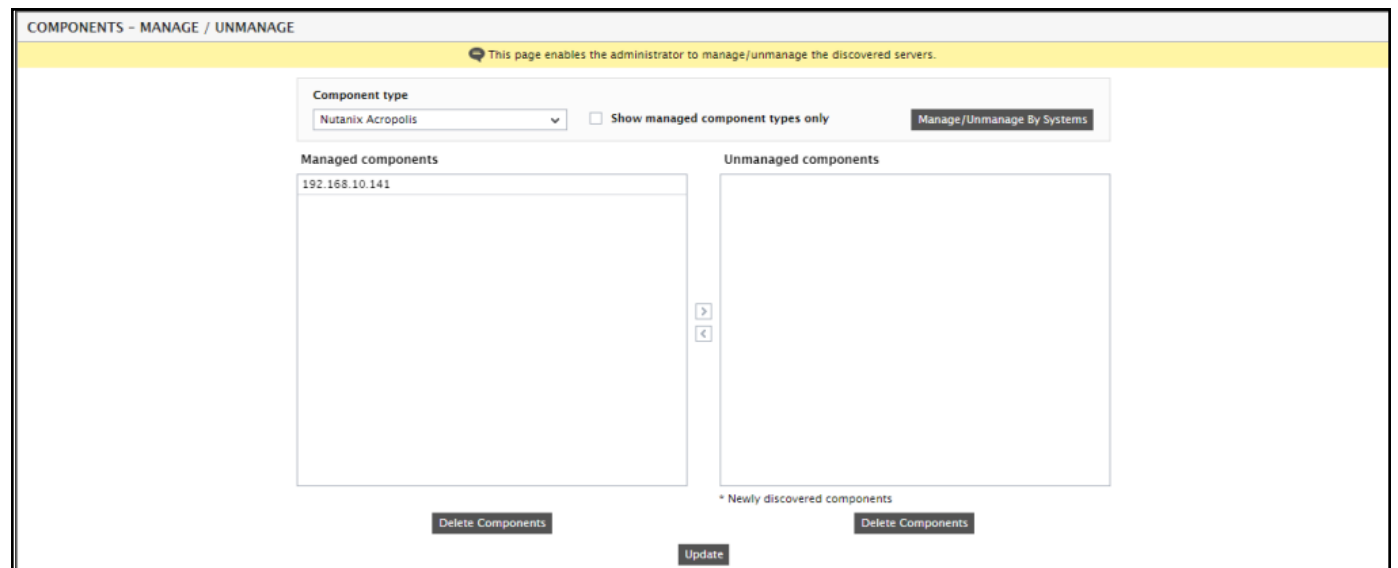 COMPONENTS - MANAGE / UNMANAGE
This page enables the administrator to manage/unmanage the discovered servers.
Component type
Nutanix Acropolis
Show managed component types only
Manage/Unmanage By Systems
Managed components
Unmanaged components
192.168.10.141
>
<
* Newly discovered components
Delete Components
Delete Components
Update